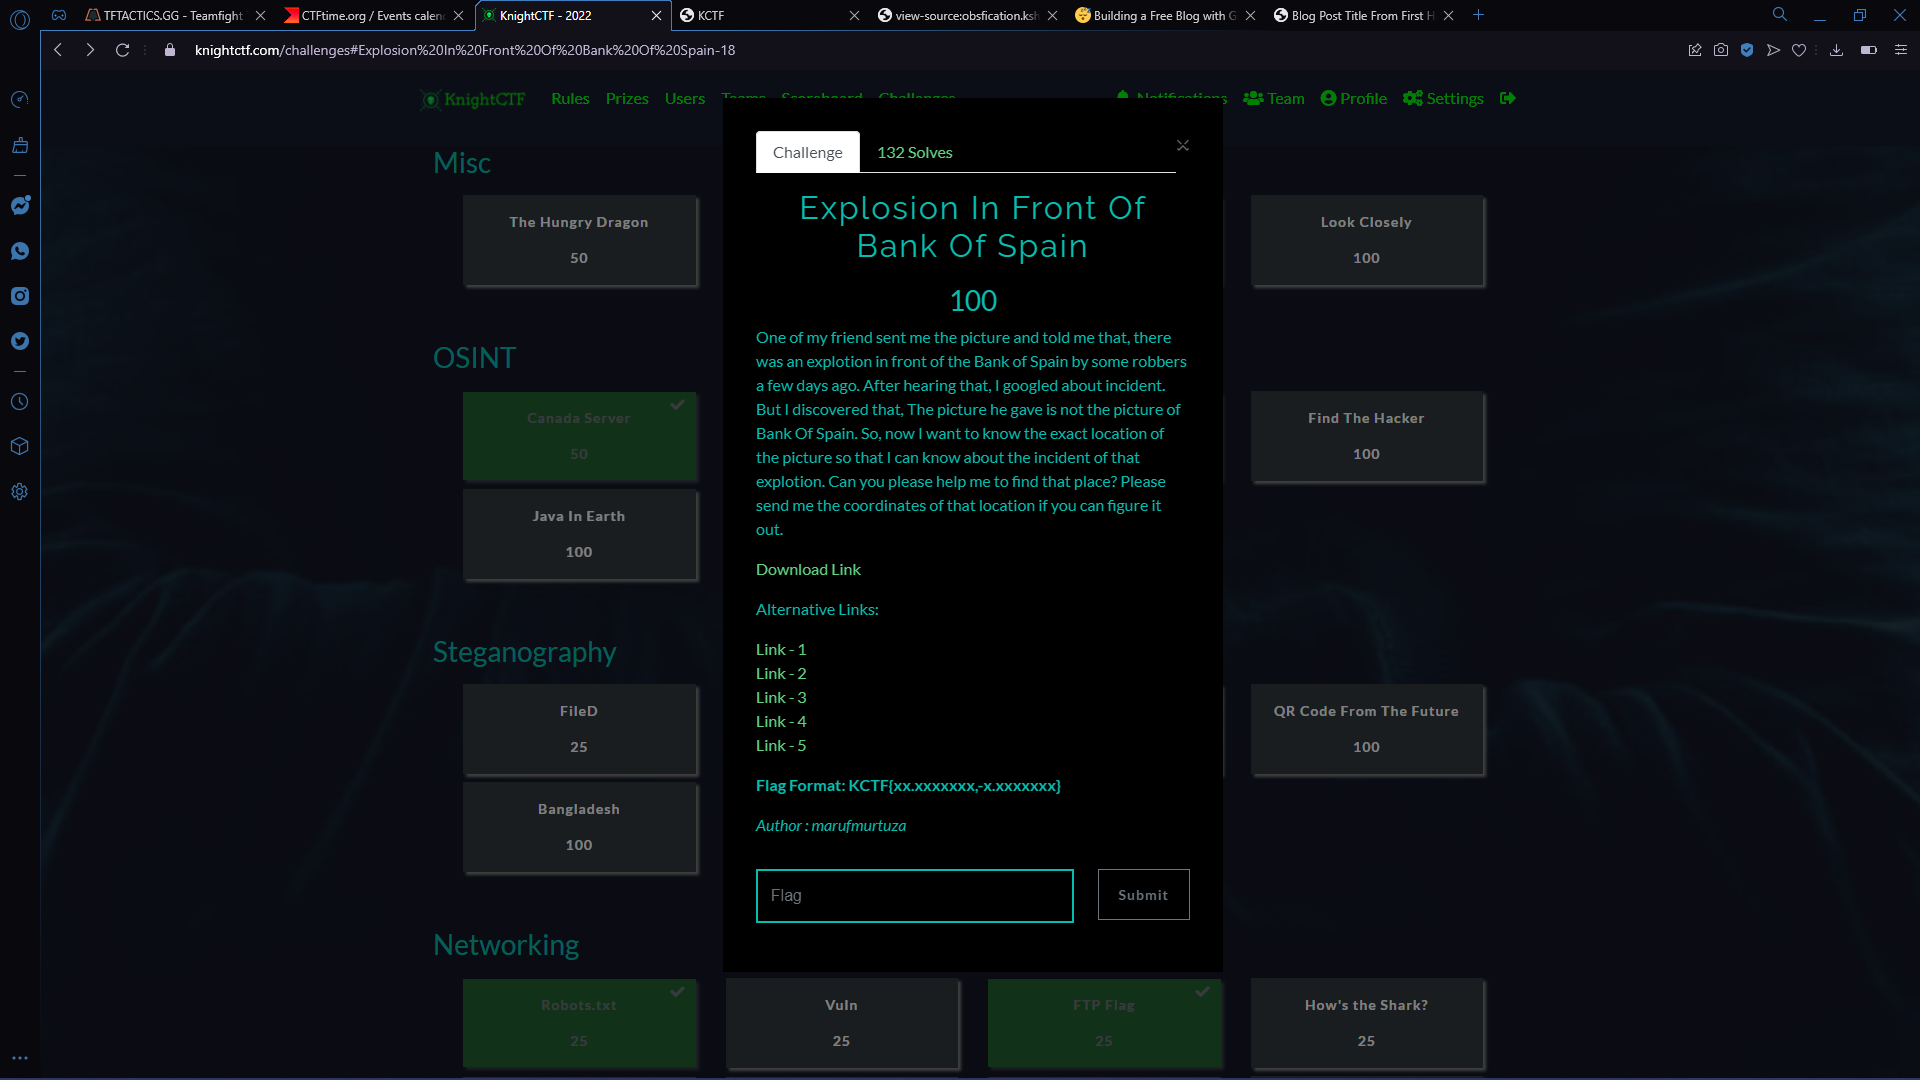 TFTACTICS.GG - Teamfight
CTFtime.org / Events calen
KnightCTF - 2022
KCTF
view-source:obsfication.ksh
Building a Free Blog with G
Blog Post Title From First H
knightctf.com/challenges#Explosion%20In%20Front%20Of%20Bank%20Of%20Spain-18
KnightCTF
Rules
Prizes
Users
Teams
Scoreboard
Challenges
Notifications
Team
Profile
Settings
Challenge
132 Solves
Explosion In Front Of
Bank Of Spain
100
One of my friend sent me the picture and told me that, there
was an explotion in front of the Bank of Spain by some robbers
a few days ago. After hearing that, I googled about incident.
But I discovered that, The picture he gave is not the picture of
Bank Of Spain. So, now I want to know the exact location of
the picture so that I can know about the incident of that
explotion. Can you please help me to find that place? Please
send me the coordinates of that location if you can figure it
out.
Download Link
Alternative Links:
Link - 1
Link - 2
Link - 3
Link - 4
Link - 5
Flag Format: KCTF{xx.xxxxxxx,-x.xxxxxxx}
Author : marufmurtuza
Flag
Submit
Misc
The Hungry Dragon
50
Look Closely
100
OSINT
Canada Server
50
Find The Hacker
100
Java In Earth
100
Steganography
FileD
25
QR Code From The Future
100
Bangladesh
100
Networking
Robots.txt
25
Vuln
25
FTP Flag
25
How's the Shark?
25